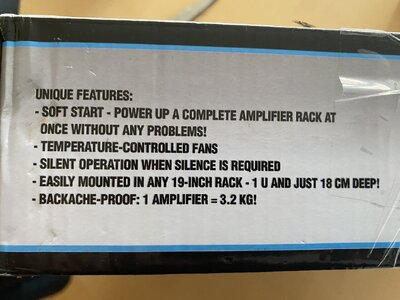 UNIQUE FEATURES:
- SOFT START - POWER UP A COMPLETE AMPLIFIER RACK AT
ONCE WITHOUT ANY PROBLEMS!
- TEMPERATURE-CONTROLLED FANS
- SILENT OPERATION WHEN SILENCE IS REQUIRED
- EASILY MOUNTED IN ANY 19-INCH RACK - 1 U AND JUST 18 CM DEEP!
- BACKACHE-PROOF: 1 AMPLIFIER = 3.2 KG!